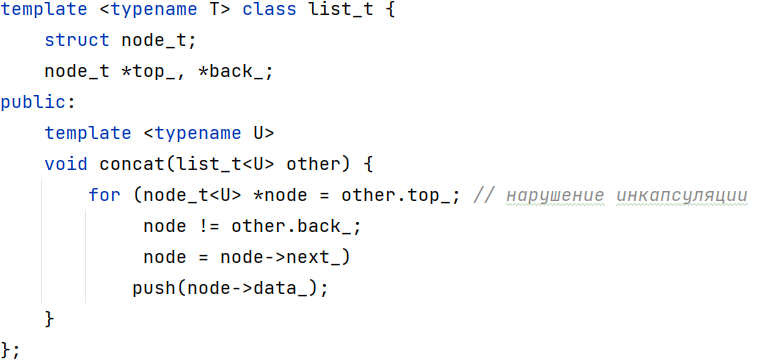 template <typename T> class list_t {
    struct node_t;
    node_t *top_, *back_;
public:
    template <typename U>
    void concat(list_t<U> other) {
        for (node_t<U> *node = other.top_; // нарушение инкапсуляции
             node != other.back_;
             node = node->next_)
            push(node->data_);
    }
};